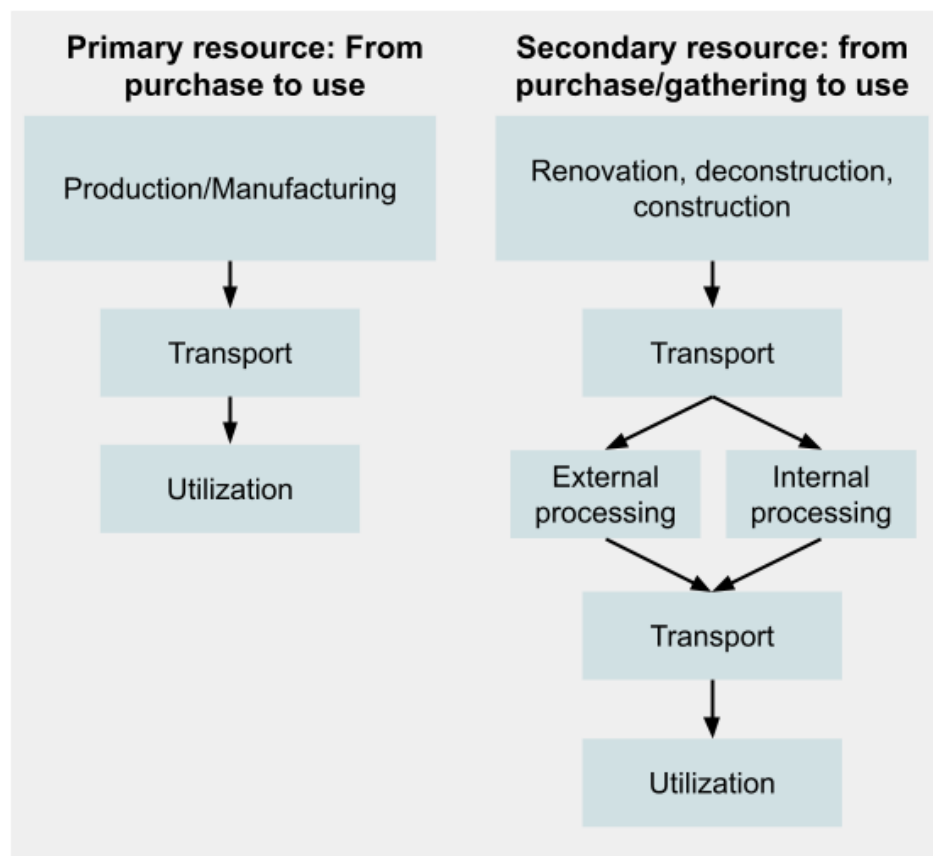 Primary resource: From
purchase to use
Production/Manufacturing
Transport
Utilization
Secondary resource: from
purchase/gathering to use
Renovation, deconstruction,
construction
Transport
External
processing
Internal
processing
Transport
Utilization